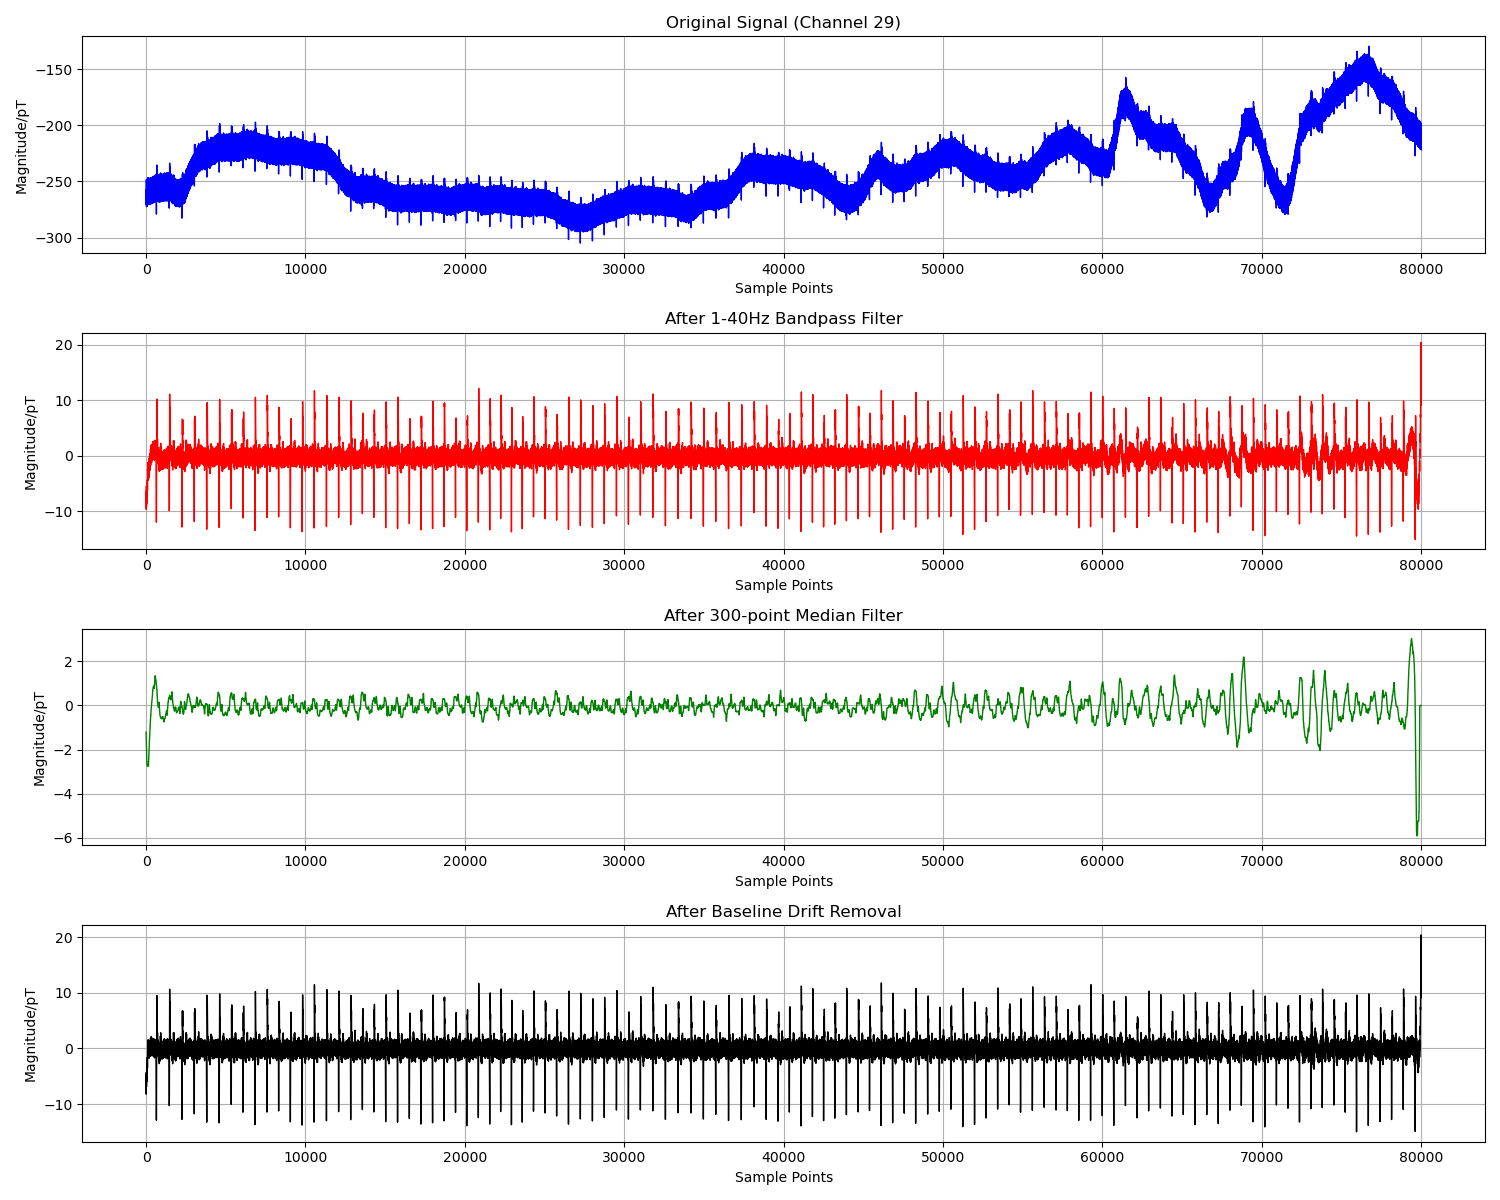 Original Signal (Channel 29)
Magnitude/pT
−150
−200
−250
−300
0 10000 20000 30000 40000 50000 60000 70000 80000
Sample Points
After 1-40Hz Bandpass Filter
Magnitude/pT
20
10
0
−10
0 10000 20000 30000 40000 50000 60000 70000 80000
Sample Points
After 300-point Median Filter
Magnitude/pT
2
0
−2
−4
−6
0 10000 20000 30000 40000 50000 60000 70000 80000
Sample Points
After Baseline Drift Removal
Magnitude/pT
20
10
0
−10
0 10000 20000 30000 40000 50000 60000 70000 80000
Sample Points